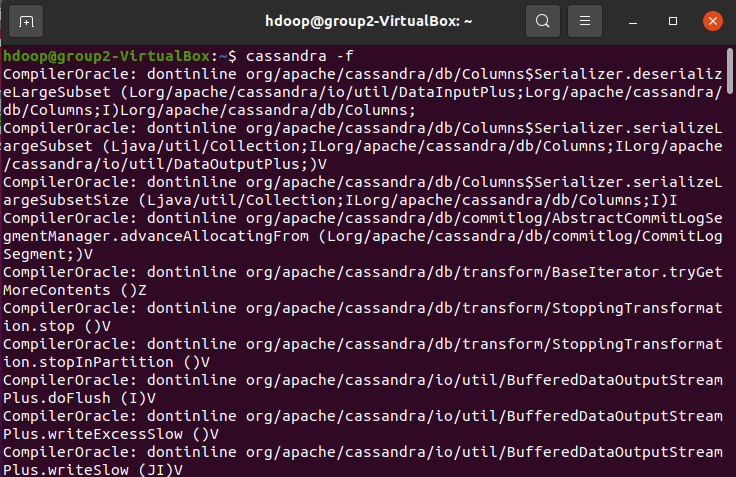 hdoop@group2-VirtualBox: ~
hdoop@group2-VirtualBox:~$ cassandra -f
CompilerOracle: dontinline org/apache/cassandra/db/Columns$Serializer.deserializ
eLargeSubset (Lorg/apache/cassandra/io/util/DataInputPlus;Lorg/apache/cassandra/
db/Columns;I)Lorg/apache/cassandra/db/Columns;
CompilerOracle: dontinline org/apache/cassandra/db/Columns$Serializer.serializeL
argeSubset (Ljava/util/Collection;ILorg/apache/cassandra/db/Columns;ILorg/apache
/cassandra/io/util/DataOutputPlus;)V
CompilerOracle: dontinline org/apache/cassandra/db/Columns$Serializer.serializeL
argeSubsetSize (Ljava/util/Collection;ILorg/apache/cassandra/db/Columns;I)I
CompilerOracle: dontinline org/apache/cassandra/db/commitlog/AbstractCommitLogSe
gmentManager.advanceAllocatingFrom (Lorg/apache/cassandra/db/commitlog/CommitLog
Segment;)V
CompilerOracle: dontinline org/apache/cassandra/db/transform/BaseIterator.tryGet
MoreContents ()Z
CompilerOracle: dontinline org/apache/cassandra/db/transform/StoppingTransformat
ion.stop ()V
CompilerOracle: dontinline org/apache/cassandra/db/transform/StoppingTransformat
ion.stopInPartition ()V
CompilerOracle: dontinline org/apache/cassandra/io/util/BufferedDataOutputStream
Plus.doFlush (I)V
CompilerOracle: dontinline org/apache/cassandra/io/util/BufferedDataOutputStream
Plus.writeExcessSlow ()V
CompilerOracle: dontinline org/apache/cassandra/io/util/BufferedDataOutputStream
Plus.writeSlow (JI)V